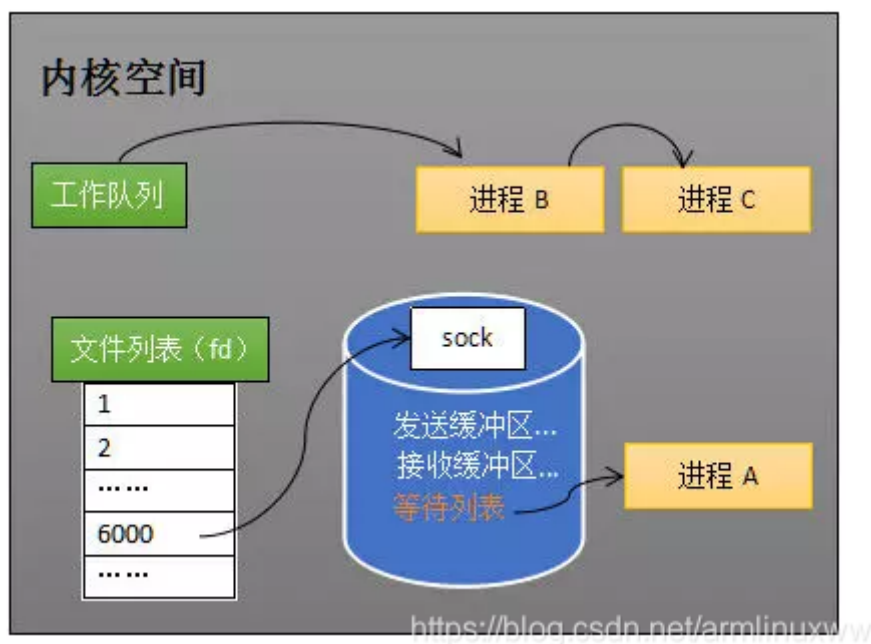 内核空间
工作队列
进程 B
进程 C
文件列表（fd）
1
2
……
6000
……
sock
发送缓冲区...
接收缓冲区...
等待列表
进程 A
https://blog.csdn.net/armlinuxww